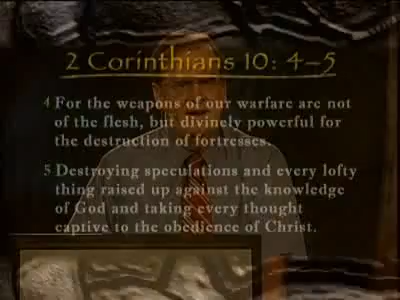 2 Corinthians 10: 4–5
4 For the weapons of our warfare are not
of the flesh, but divinely powerful for
the destruction of fortresses.
5 Destroying speculations and every lofty
thing raised up against the knowledge
of God and taking every thought
captive to the obedience of Christ.